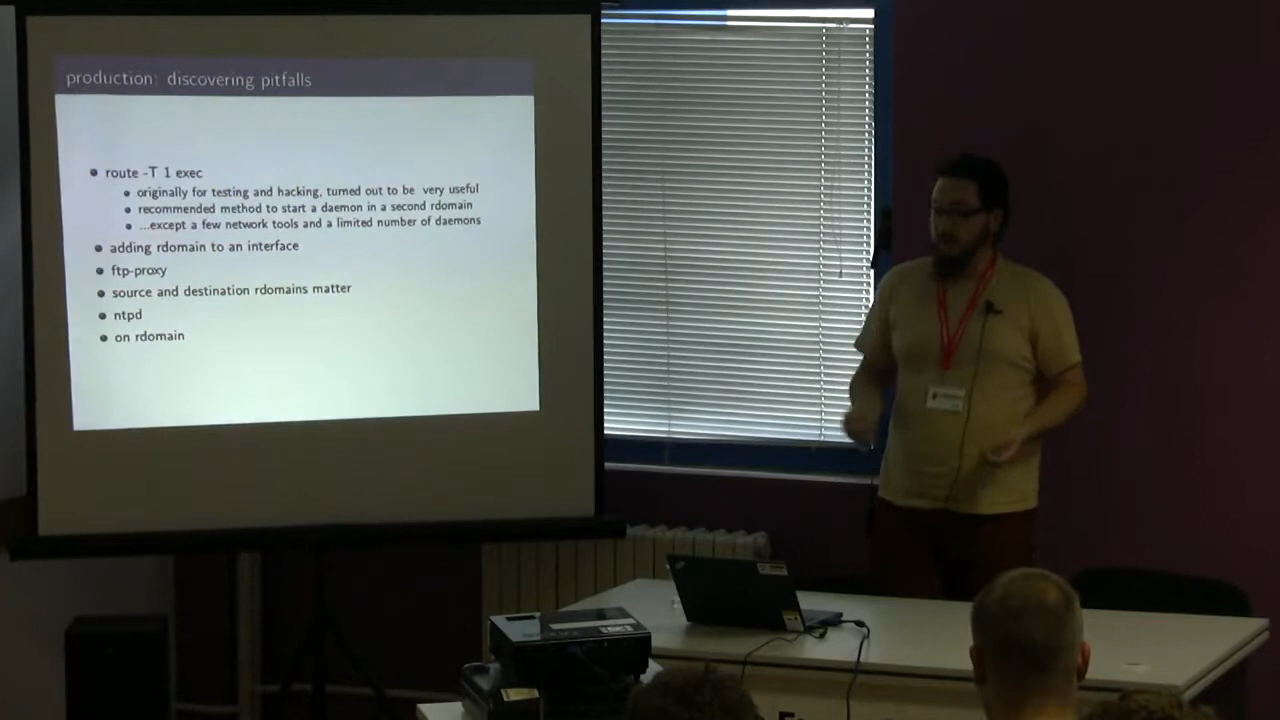 production: discovering pitfalls
route -T 1 exec
originally for testing and hacking, turned out to be very useful
recommended method to start a daemon in a second rdomain
...except a few network tools and a limited number of daemons
adding rdomain to an interface
ftp-proxy
source and destination rdomains matter
ntpd
on rdomain